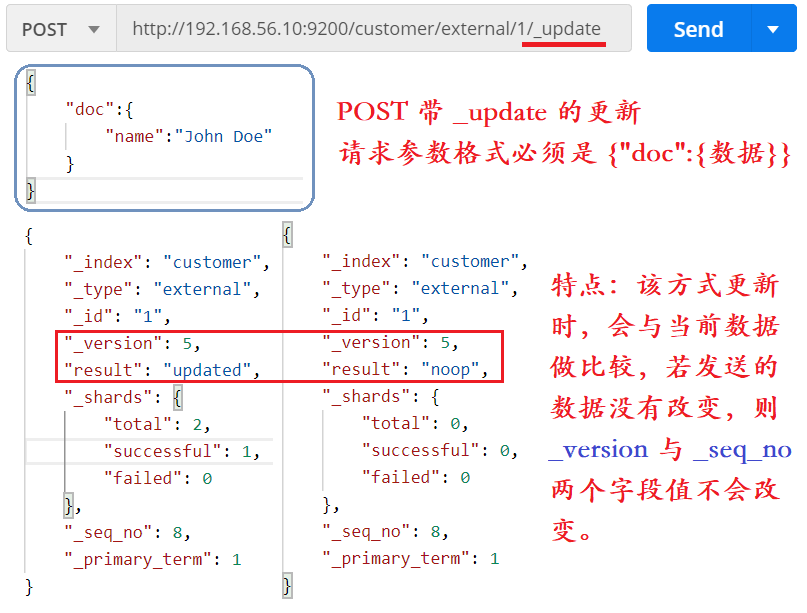 POST http://192.168.56.10:9200/customer/external/1/_update Send
{
"doc":{
"name":"John Doe"
}
}
POST 带 _update 的更新
请求参数格式必须是 {"doc":{数据}}
{
"_index": "customer",
"_type": "external",
"_id": "1",
"_version": 5,
"result": "updated",
"_shards": {
"total": 2,
"successful": 1,
"failed": 0
},
"_seq_no": 8,
"_primary_term": 1
}
{
"_index": "customer",
"_type": "external",
"_id": "1",
"_version": 5,
"result": "noop",
"_shards": {
"total": 0,
"successful": 0,
"failed": 0
},
"_seq_no": 8,
"_primary_term": 1
}
特点：该方式更新
时，会与当前数据
做比较，若发送的
数据没有改变，则
_version 与 _seq_no
两个字段值不会改
变。